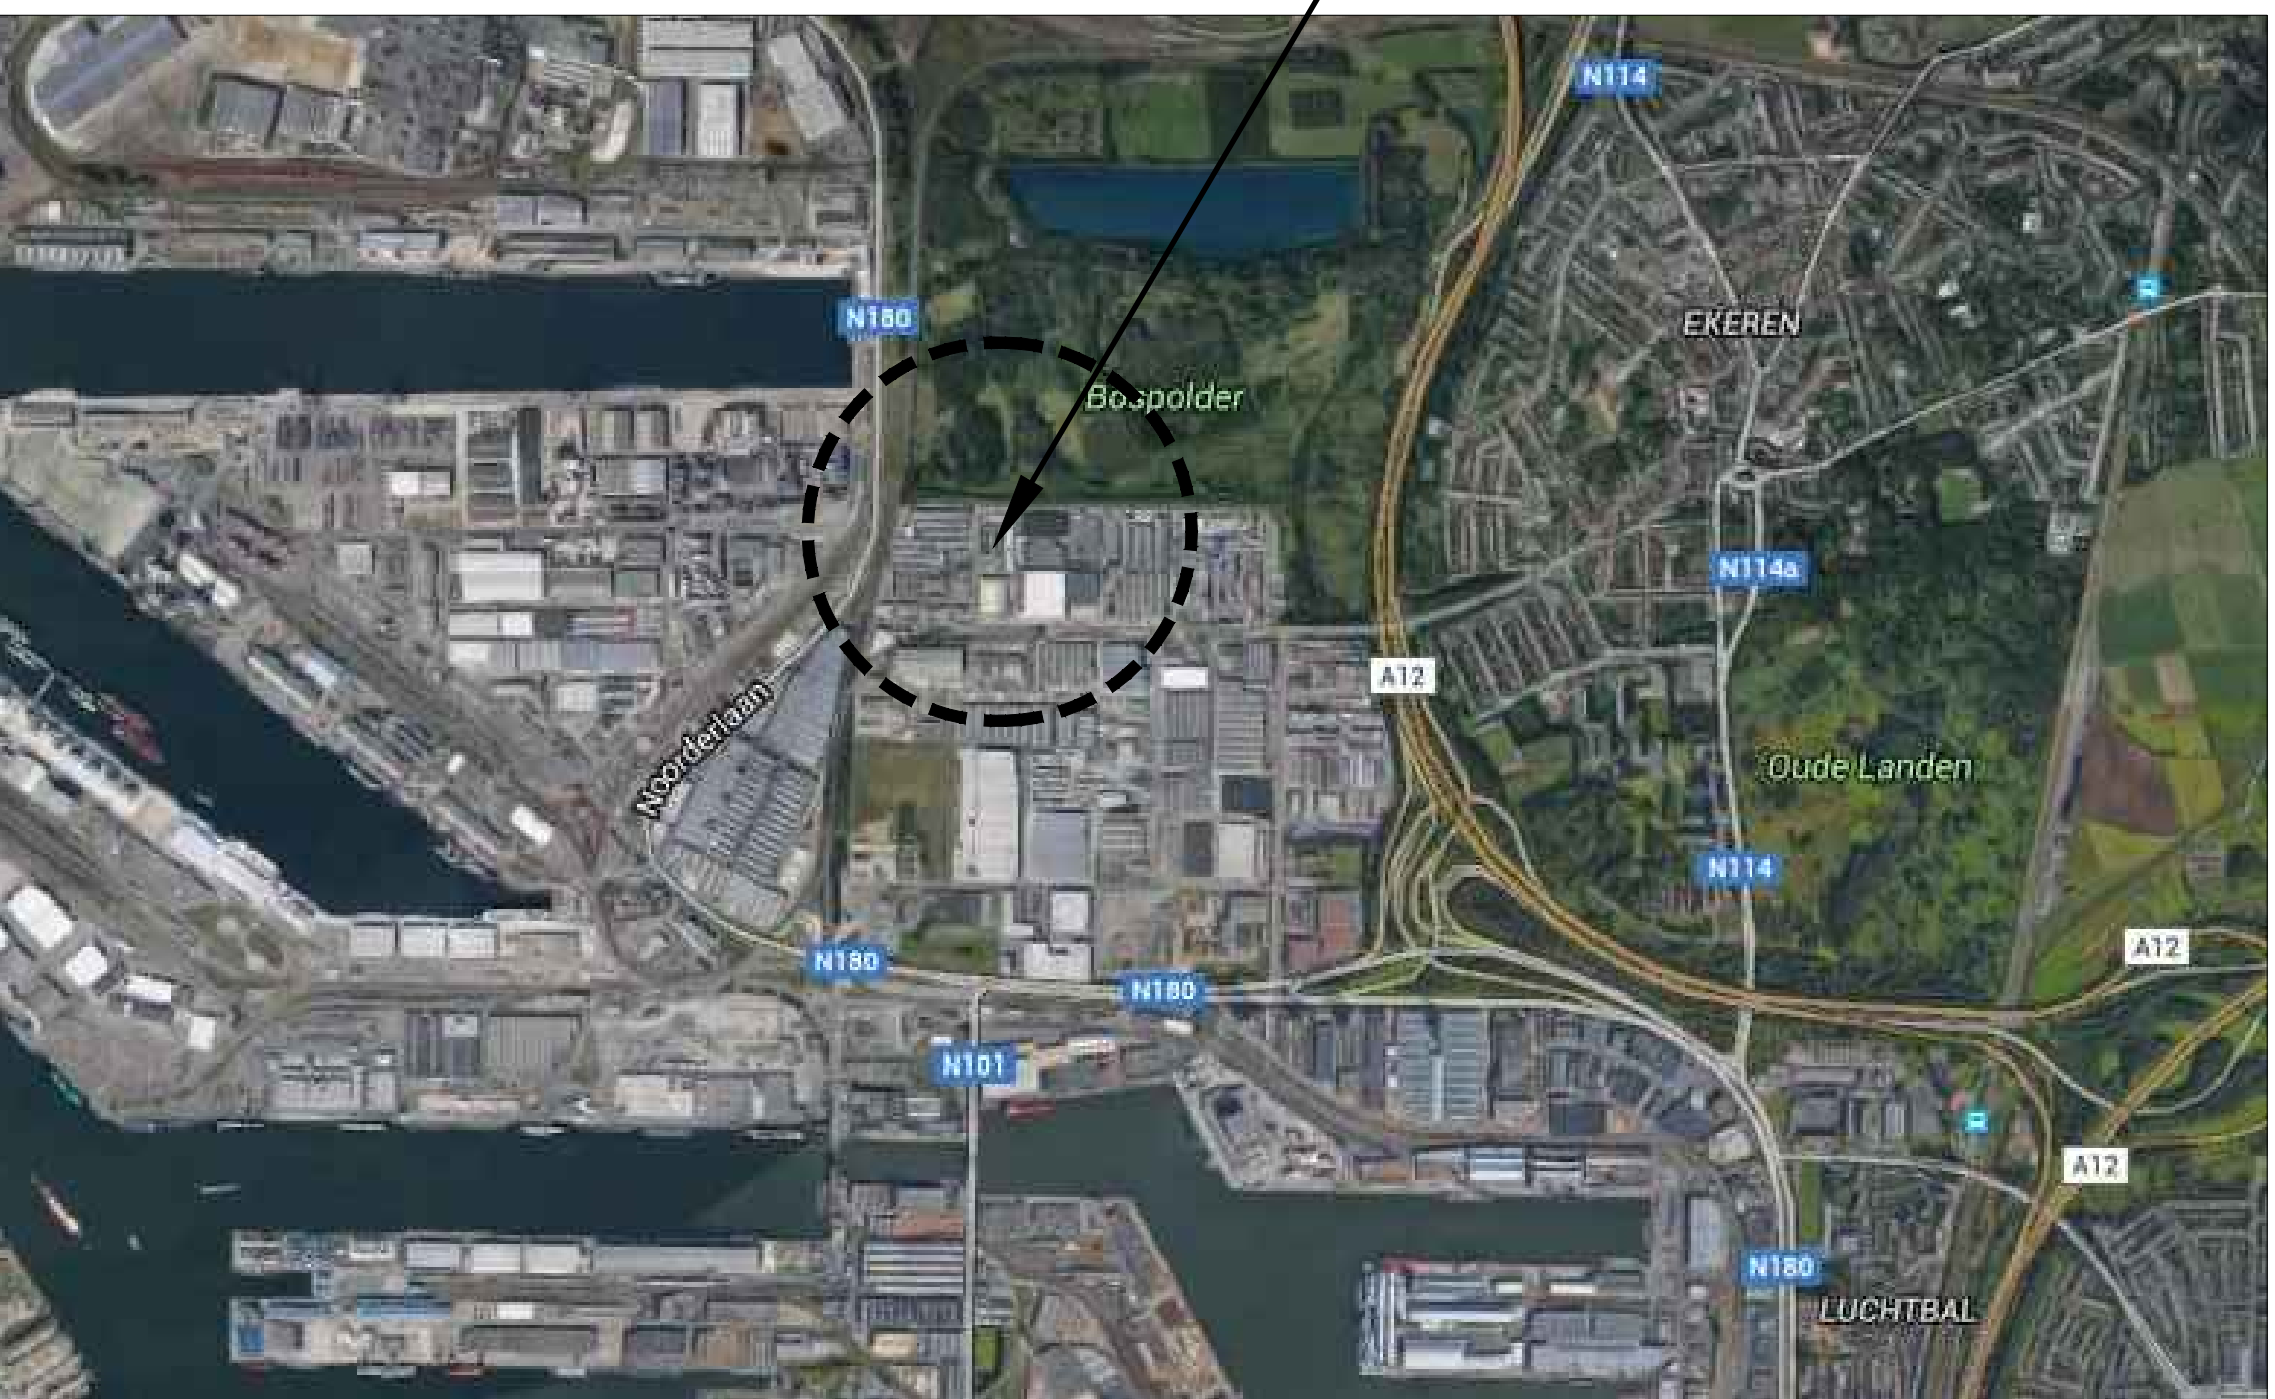 N114
N180
EKEREN
Bospolder
N114a
A12
Noorderlaan
Oude Landen
N114
A12
N180
N180
N101
A12
N180
LUCHTBAL